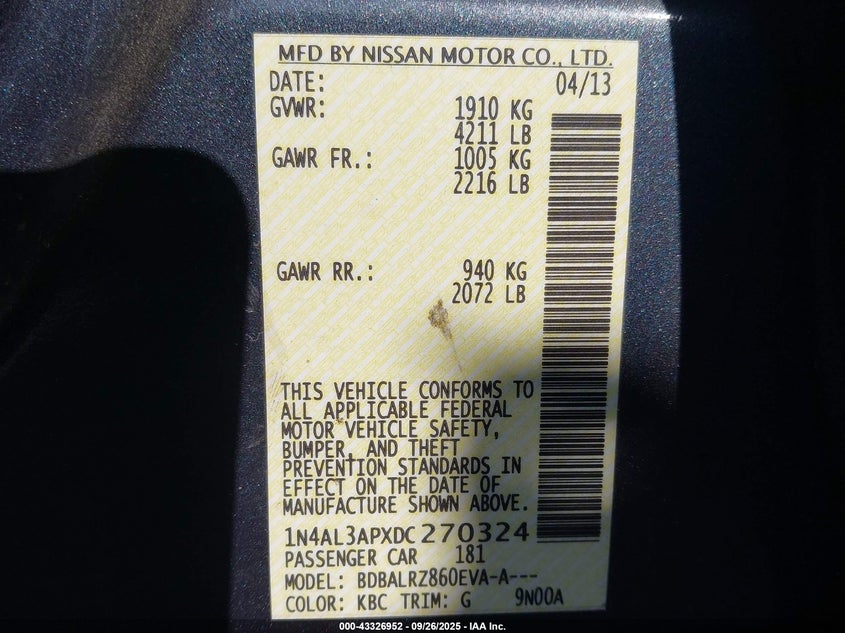 MFD BY NISSAN MOTOR CO., LTD.
DATE: 04/13
GVWR: 1910 KG
4211 LB
GAWR FR.: 1005 KG
2216 LB
GAWR RR.: 940 KG
2072 LB
THIS VEHICLE CONFORMS TO
ALL APPLICABLE FEDERAL
MOTOR VEHICLE SAFETY,
BUMPER, AND THEFT
PREVENTION STANDARDS IN
EFFECT ON THE DATE OF
MANUFACTURE SHOWN ABOVE.
1N4AL3APXDC270324
PASSENGER CAR 181
MODEL: BDBALRZ860EVA-A---
COLOR: KBC TRIM: G 9N00A
000-43326952 - 09/26/2025 - IAA Inc.